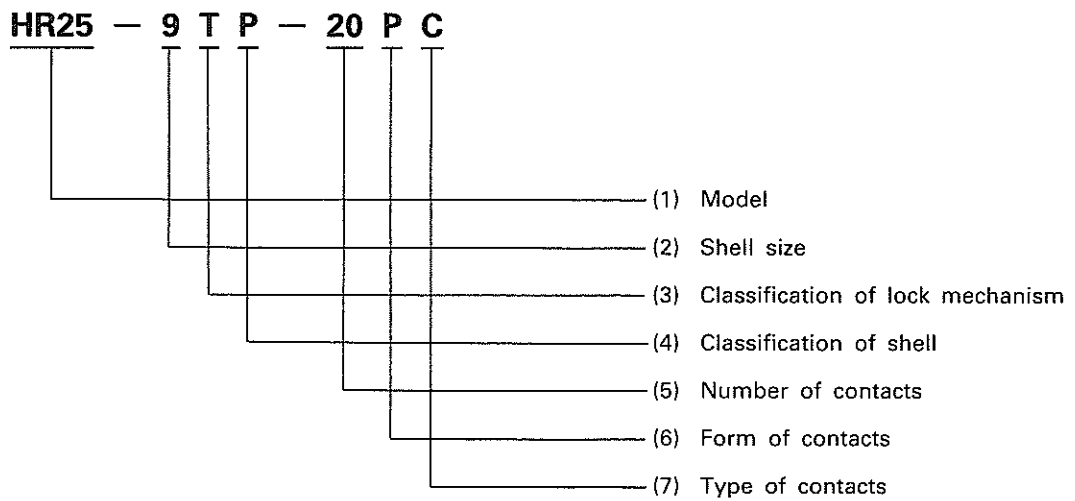 HR25 — 9 T P — 20 P C
(1) Model
(2) Shell size
(3) Classification of lock mechanism
(4) Classification of shell
(5) Number of contacts
(6) Form of contacts
(7) Type of contacts